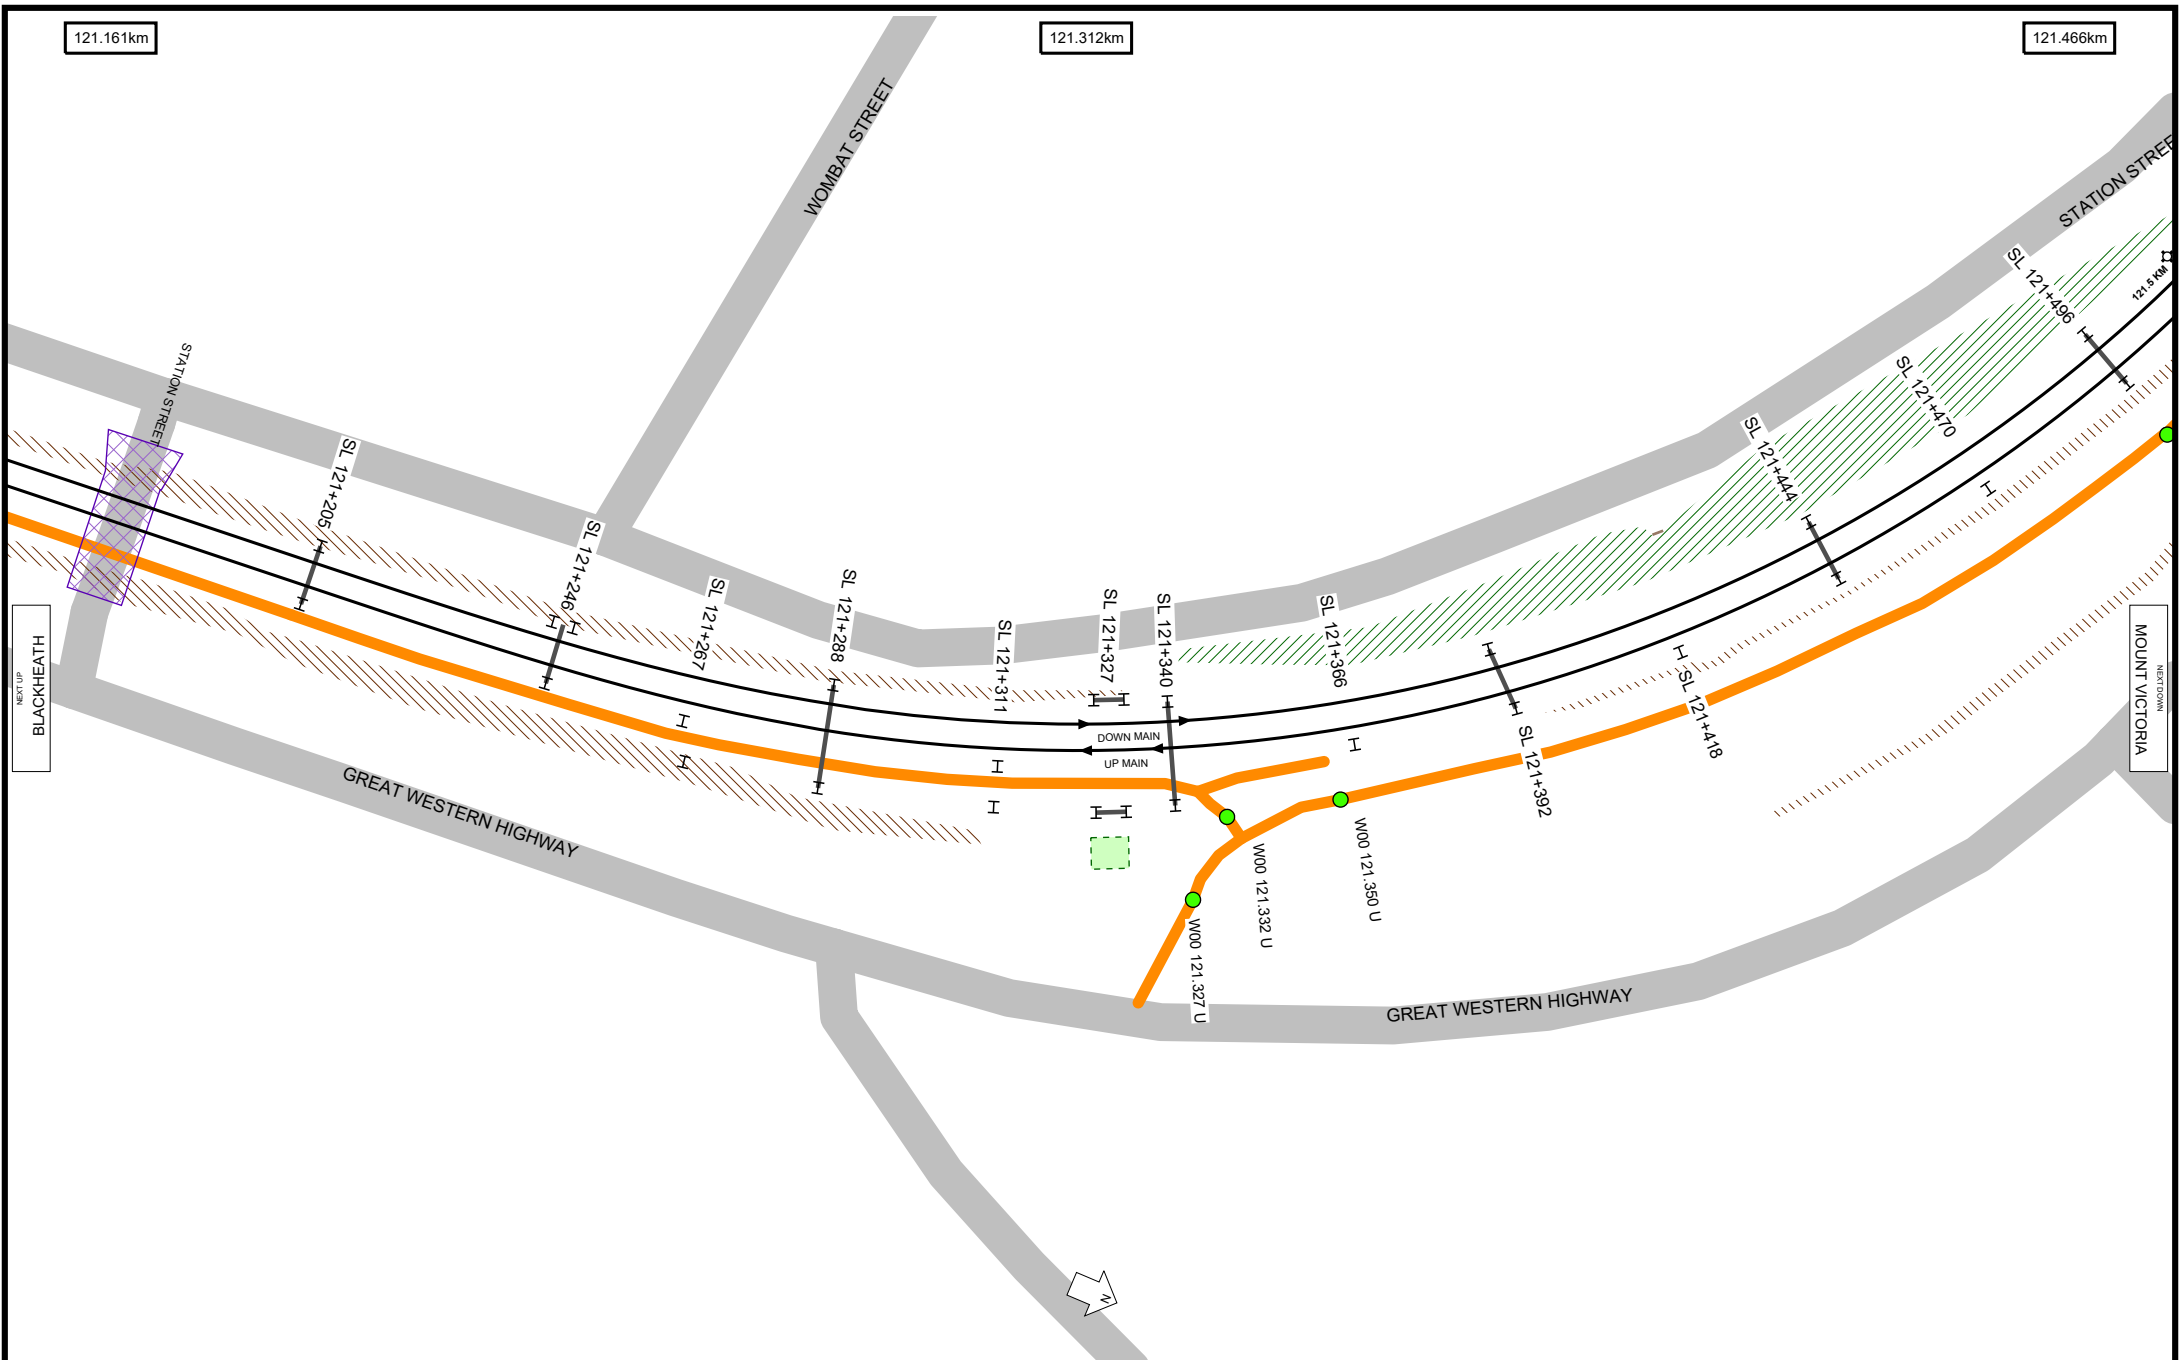 121.161km
121.312km
121.466km
WOMBAT STREET
STATION STREE
121.5 KM
SL 121+496
STATION STREET
SL 121+470
SL 121+444
SL 121+205
SL 121+246
SL 121+267
SL 121+288
SL 121+311
SL 121+327
SL 121+340
SL 121+366
SL 121+392
SL 121+418
DOWN MAIN
UP MAIN
NEXT UP
BLACKHEATH
MOUNT VICTORIA
NEXT DOWN
GREAT WESTERN HIGHWAY
W00 121.350 U
W00 121.332 U
W00 121.327 U
GREAT WESTERN HIGHWAY
N